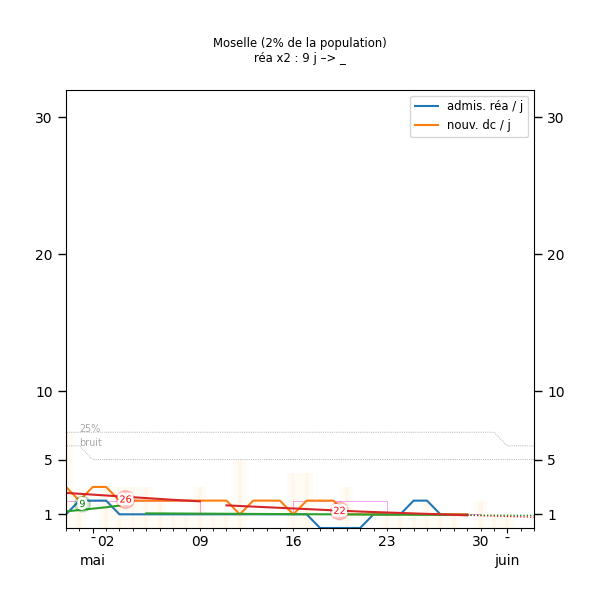 Moselle (2% de la population)
réa x2 : 9 j –> _
admis. réa / j
nouv. dc / j
30 30
20 20
10 10
25%
bruit
5 5
9 26 22
1 1
- 02 09 16 23 30 -
mai juin